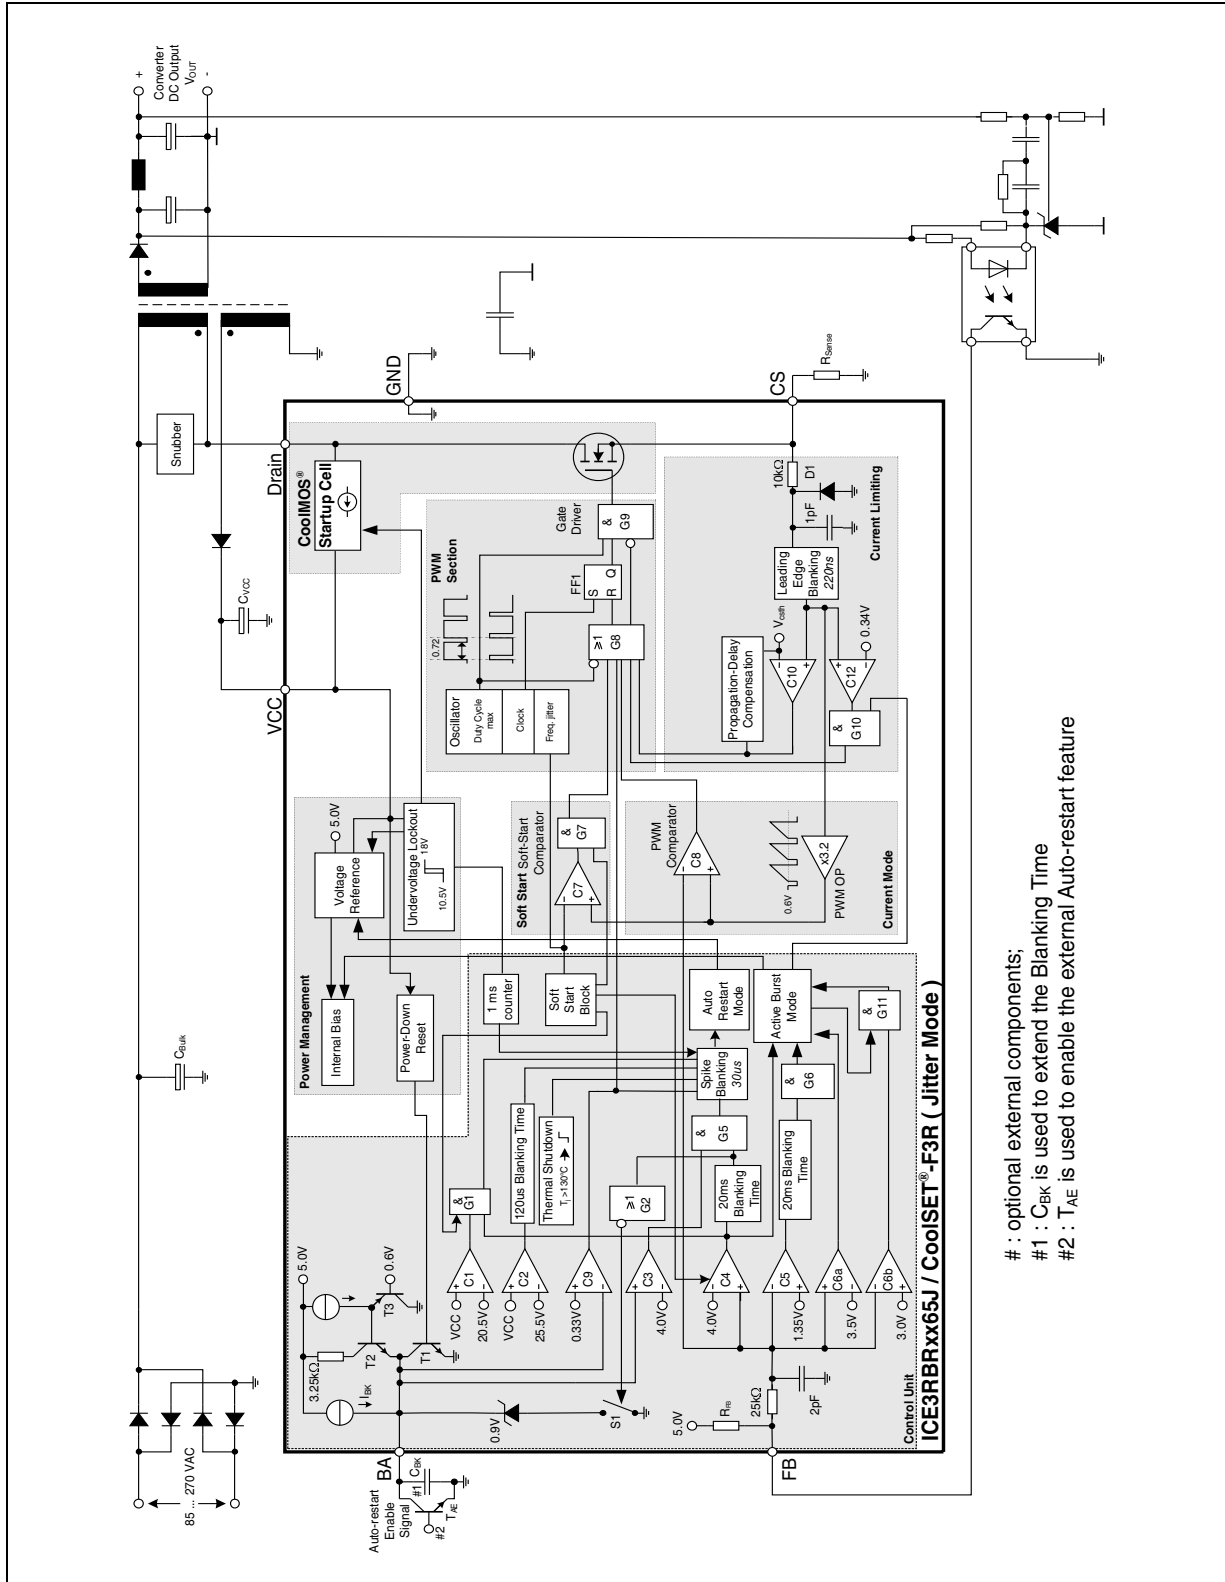 Converter
DC Output
VOUT
+
-
Snubber
CBulk
85 ... 270 VAC
CVCC
VCC
Drain
GND
CS
RSense
BA
FB
CoolMOS®
Startup Cell
Power Management
Internal Bias
Voltage
Reference
5.0V
Power-Down
Reset
Undervoltage Lockout
18V
10.5V
PWM
Section
Oscillator
Duty Cycle
max
Clock
Freq. jitter
0.72
FF1
S
R Q
Gate
Driver
&
G9
≥1
G8
1 ms
counter
Soft
Start
Block
Soft Start
Soft-Start
Comparator
C7
&
G7
5.0V
3.25kΩ
IBK
T2
T3
0.6V
T1
0.9V
S1
Auto-restart
Enable
Signal
#1
CBK
#2
TAE
VCC
20.5V
C1
&
G1
VCC
25.5V
C2
120us Blanking Time
Thermal Shutdown
Tj >130°C
0.33V
C9
4.0V
C3
≥1
G2
4.0V
C4
20ms
Blanking
Time
&
G5
Spike
Blanking
30us
Auto
Restart
Mode
1.35V
C5
20ms Blanking
Time
&
G6
Active Burst
Mode
3.5V
C6a
3.0V
C6b
&
G11
5.0V
RFB
25kΩ
2pF
Control Unit
PWM
Comparator
C8
0.6V
x3.2
PWM OP
Current Mode
Propagation-Delay
Compensation
Vcsth
C10
C12
0.34V
&
G10
Leading
Edge
Blanking
220ns
10kΩ
D1
1pF
Current Limiting
ICE3RBRxx65J / CoolSET®-F3R ( Jitter Mode )
# : optional external components;
#1 : CBK is used to extend the Blanking Time
#2 : TAE is used to enable the external Auto-restart feature